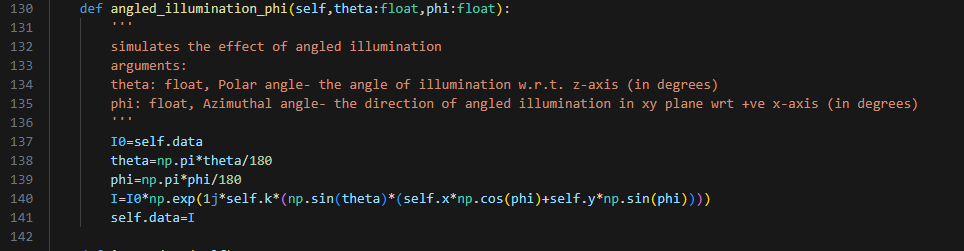 130 def angled_illumination_phi(self,theta:float,phi:float):
131 '''
132 simulates the effect of angled illumination
133 arguments:
134 theta: float, Polar angle- the angle of illumination w.r.t. z-axis (in degrees)
135 phi: float, Azimuthal angle- the direction of angled illumination in xy plane wrt +ve x-axis (in degrees)
136 '''
137 I0=self.data
138 theta=np.pi*theta/180
139 phi=np.pi*phi/180
140 I=I0*np.exp(1j*self.k*(np.sin(theta)*(self.x*np.cos(phi)+self.y*np.sin(phi))))
141 self.data=I
142